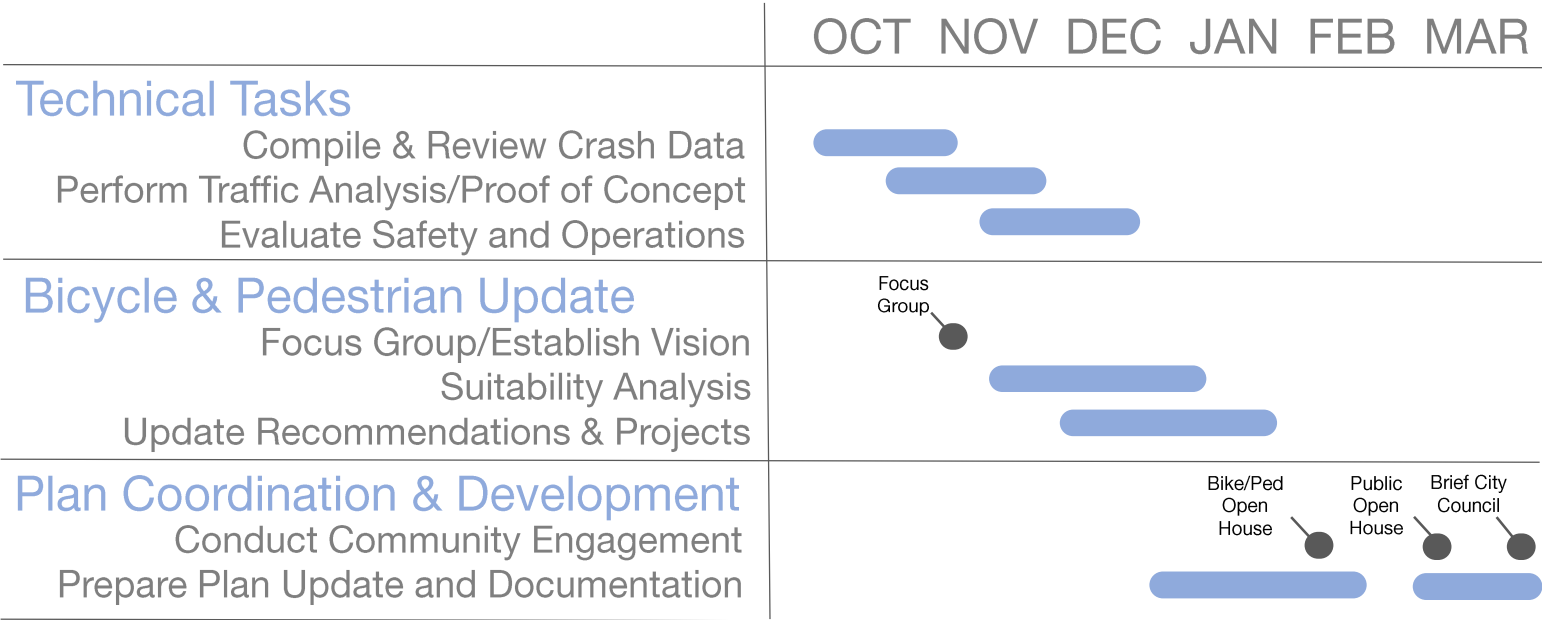 OCT NOV DEC JAN FEB MAR
Technical Tasks
Compile & Review Crash Data
Perform Traffic Analysis/Proof of Concept
Evaluate Safety and Operations
Bicycle & Pedestrian Update
Focus
Group
Focus Group/Establish Vision
Suitability Analysis
Update Recommendations & Projects
Plan Coordination & Development
Bike/Ped
Open
House
Public
Open
House
Brief City
Council
Conduct Community Engagement
Prepare Plan Update and Documentation